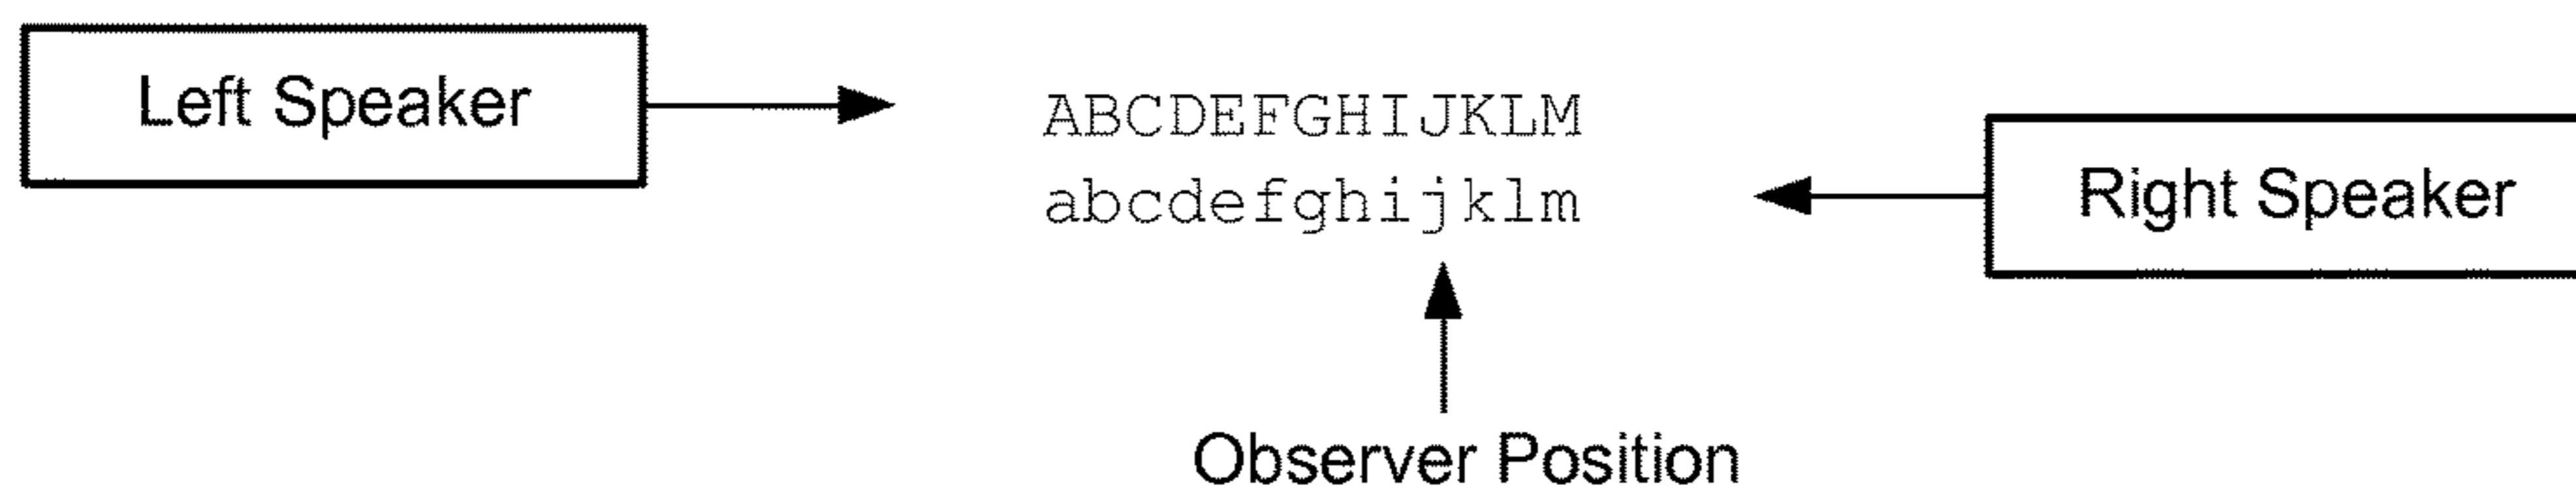 Left Speaker
ABCDEFGHIJKLM
abcdefghijklm
Right Speaker
Observer Position